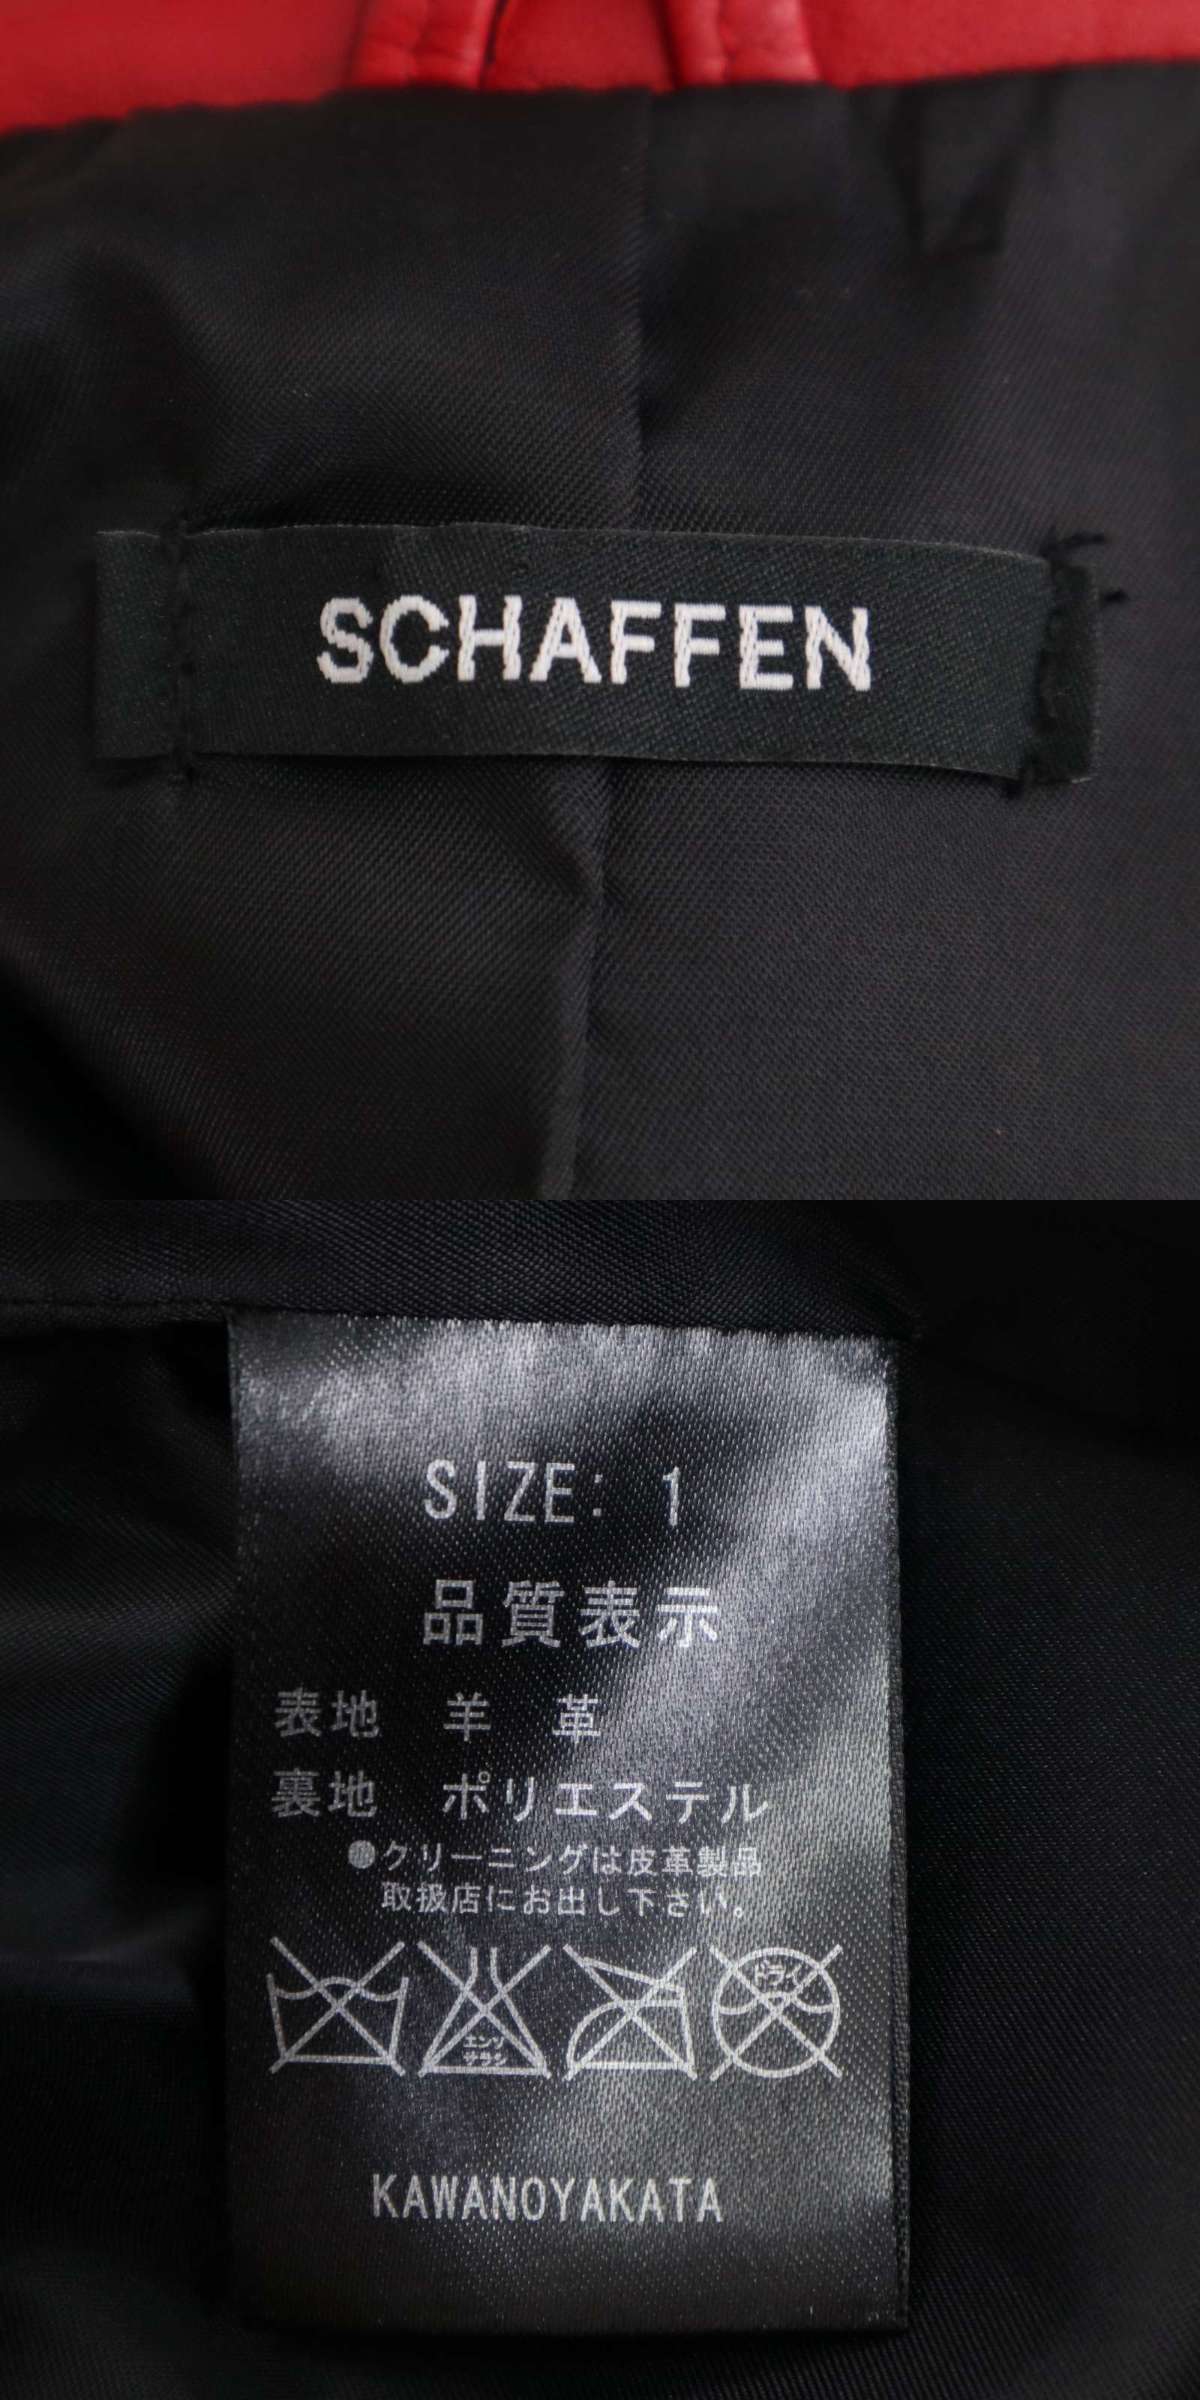 SCHAFFEN
SIZE: 1
品質表示
表地 羊 革
裏地 ポリエステル
●クリーニングは皮革製品
取扱店にお出し下さい。
エンソ
サラシ
ドライ
KAWANOYAKATA